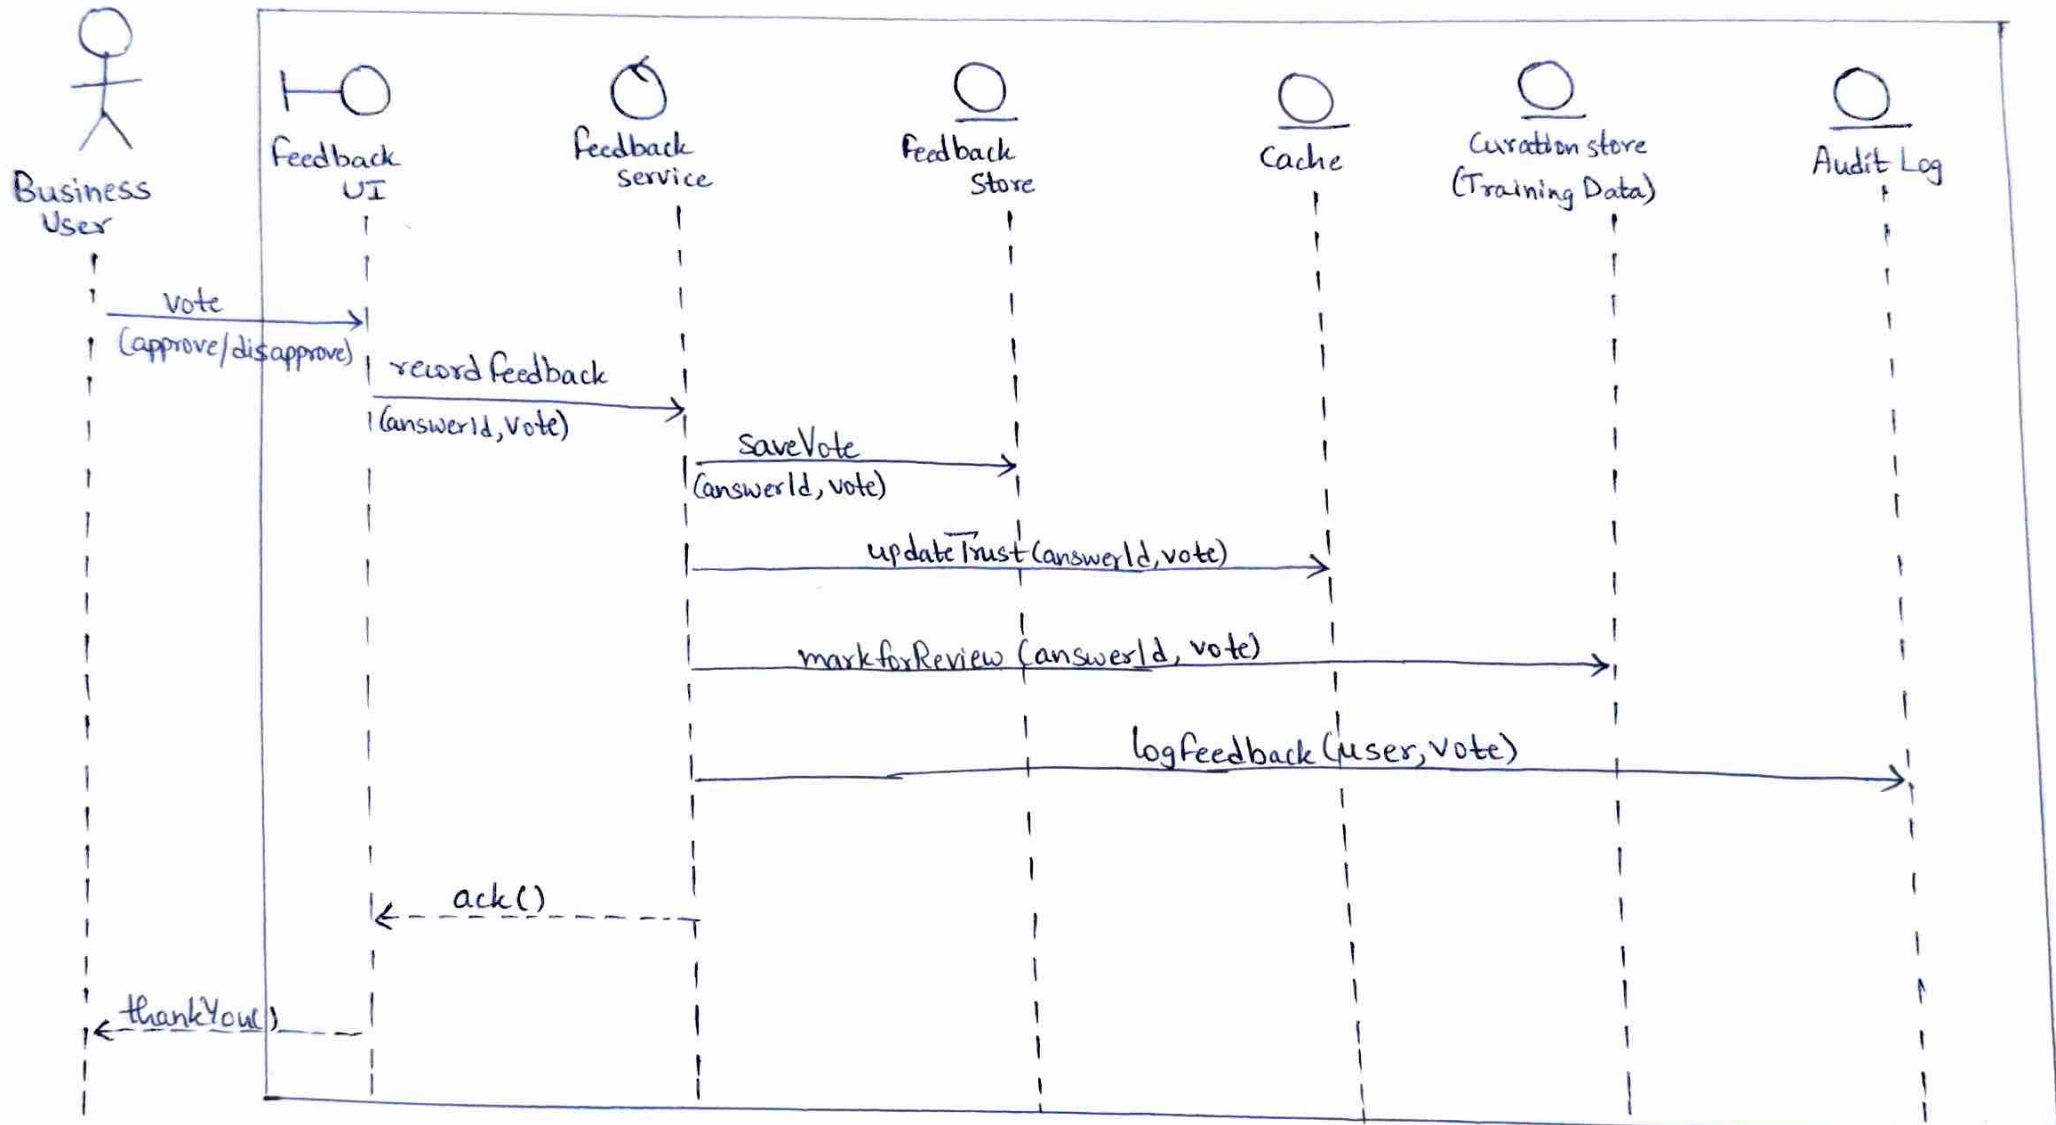 Business
User
Feedback
UI
Feedback
Service
Feedback
Store
Cache
Curation store
(Training Data)
Audit Log
vote
(approve/disapprove)
record feedback
(answerId, vote)
saveVote
(answerId, vote)
updateTrust (answerId, vote)
markforReview (answerId, vote)
logfeedback (user, vote)
ack()
thankYou()